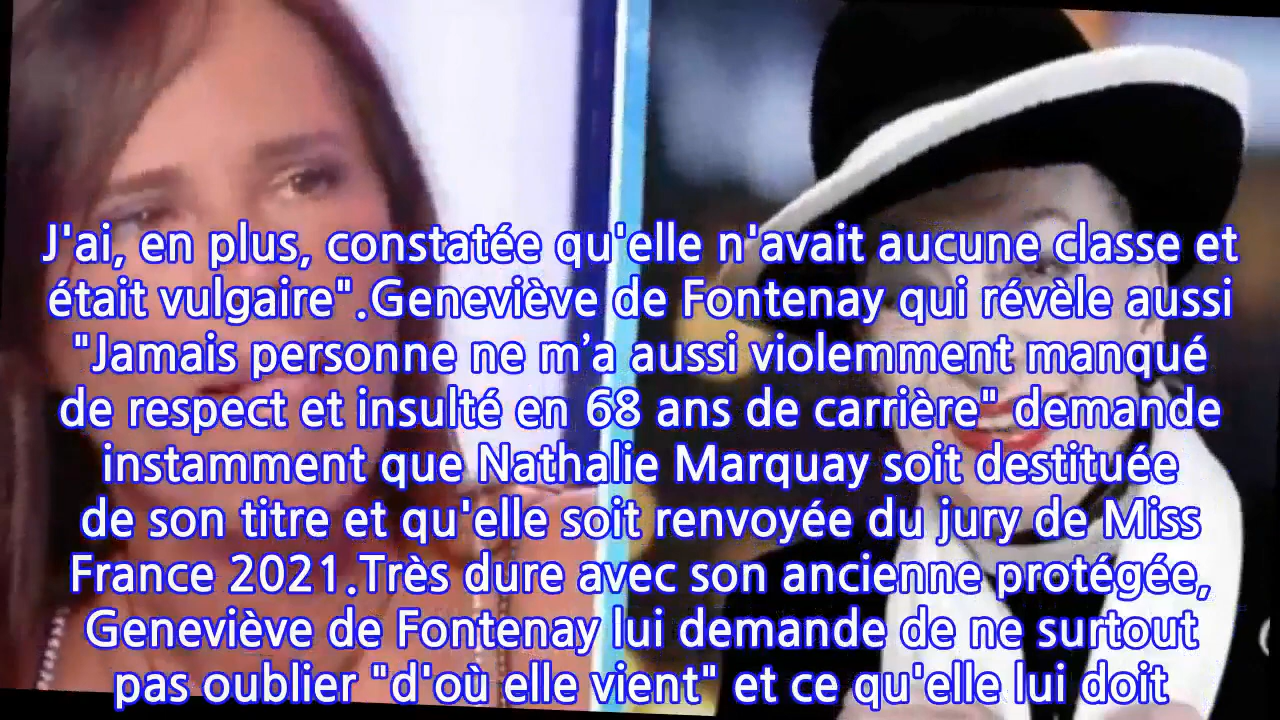 J'ai, en plus, constatée qu'elle n'avait aucune classe et
était vulgaire" .Geneviève de Fontenay qui révèle aussi
"Jamais personne ne m’a aussi violemment manqué
de respect et insulté en 68 ans de carrière" demande
instamment que Nathalie Marquay soit destituée
de son titre et qu'elle soit renvoyée du jury de Miss
France 2021.Très dure avec son ancienne protégée,
Geneviève de Fontenay lui demande de ne surtout
pas oublier "d'où elle vient" et ce qu'elle lui doit